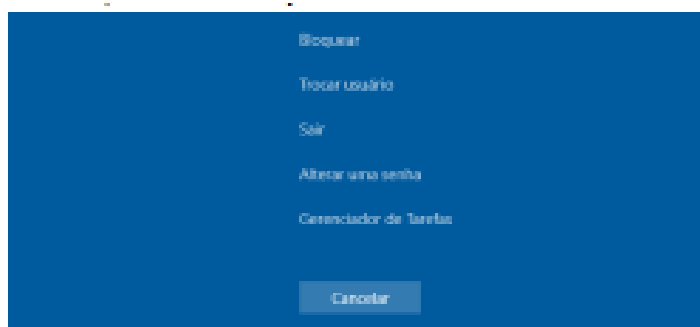 Bloquear
Trocar usuário
Sair
Alterar uma senha
Gerenciador de Tarefas
Cancelar